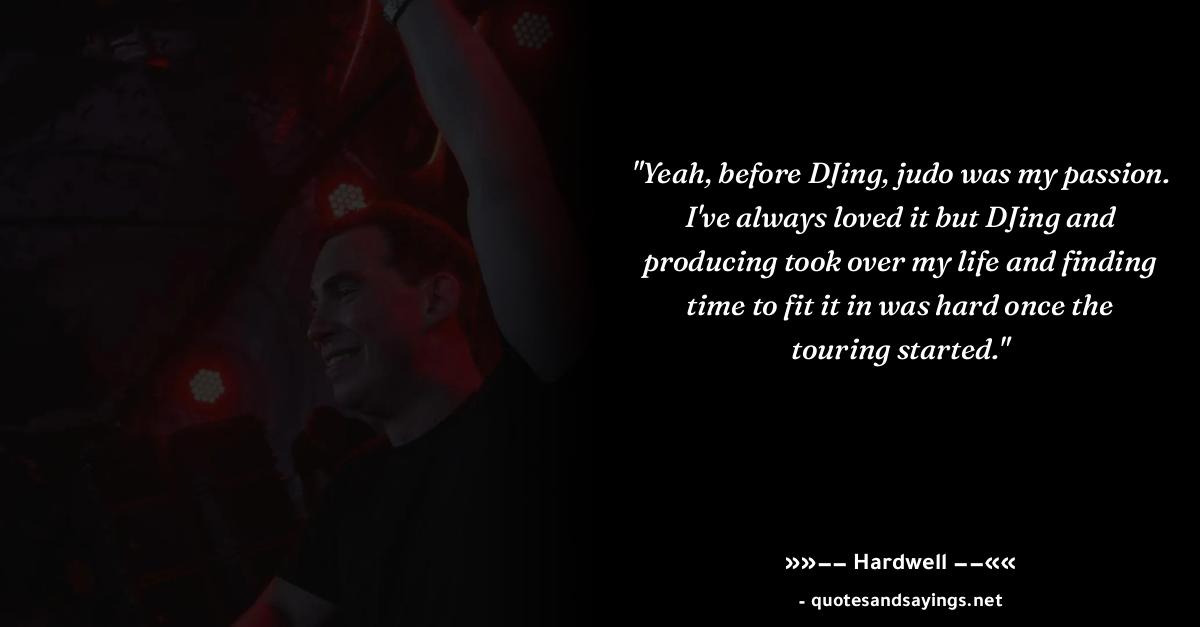 "Yeah, before DJing, judo was my passion.
I've always loved it but DJing and
producing took over my life and finding
time to fit it in was hard once the
touring started."
»»−− Hardwell −−««
- quotesandsayings.net